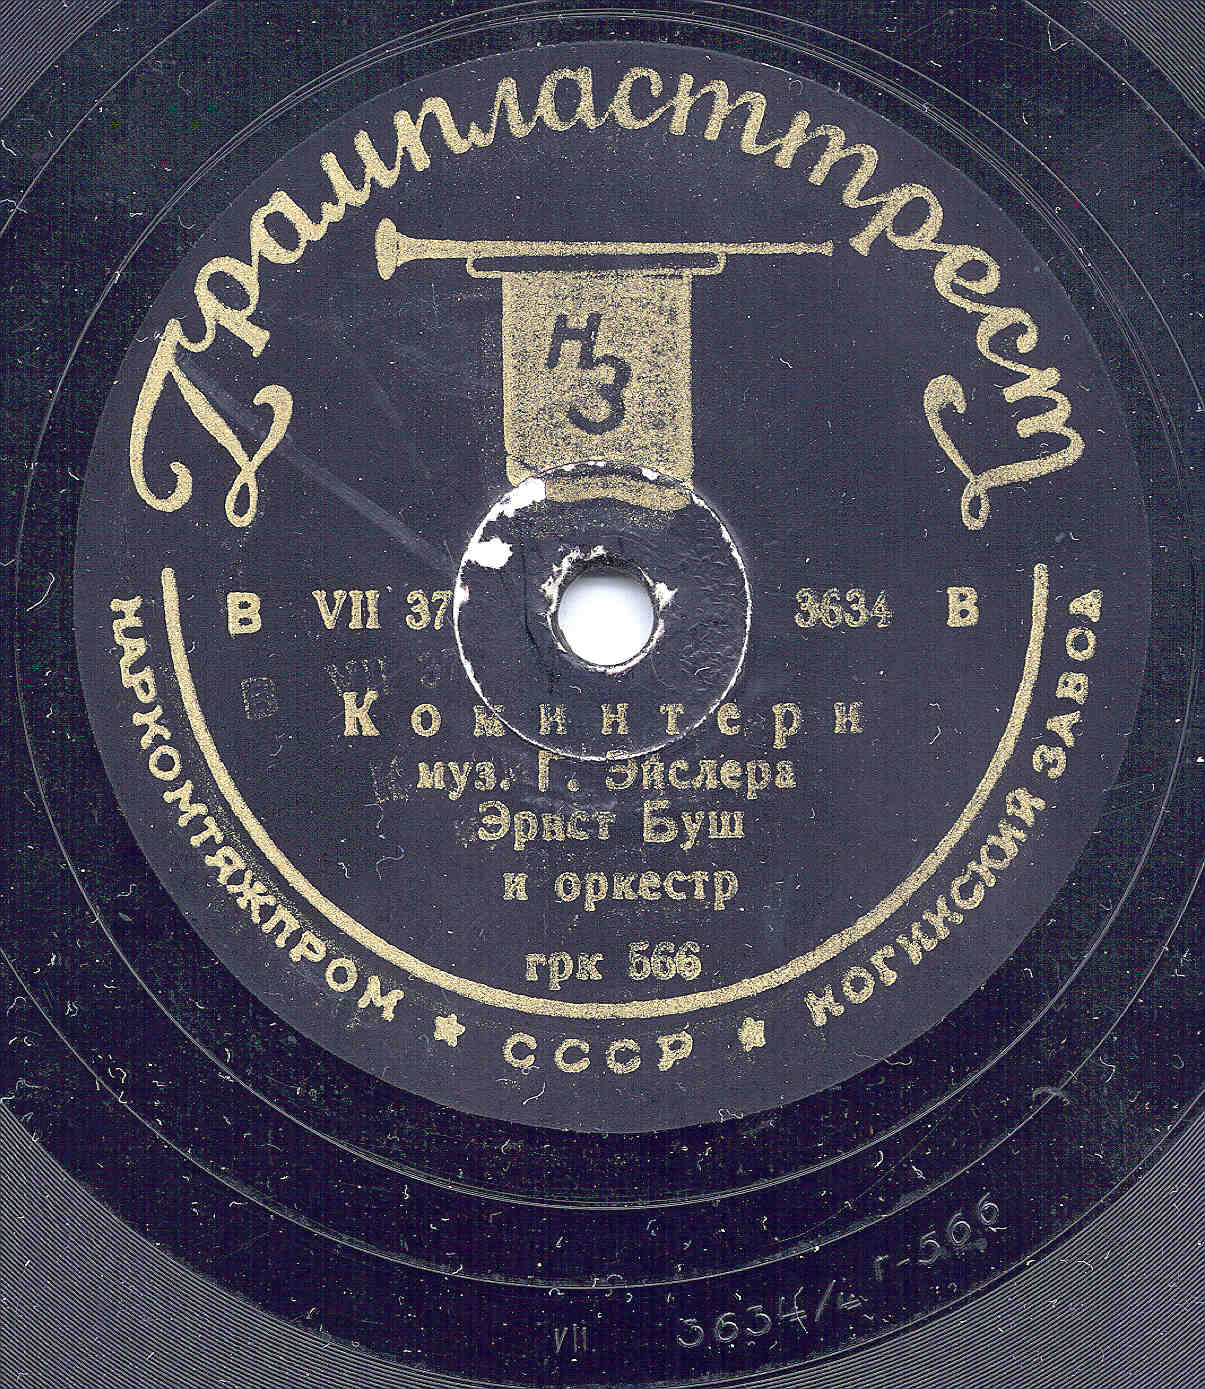 Грампласттрест
НЗ
В VII 37 3634 В
Коминтерн
муз. Г. Эйслера
Эрнст Буш
и оркестр
грк 566
НАРКОМТЯЖПРОМ ★ СССР ★ НОГИНСКИЙ ЗАВОД
VII 3634/4 г-566